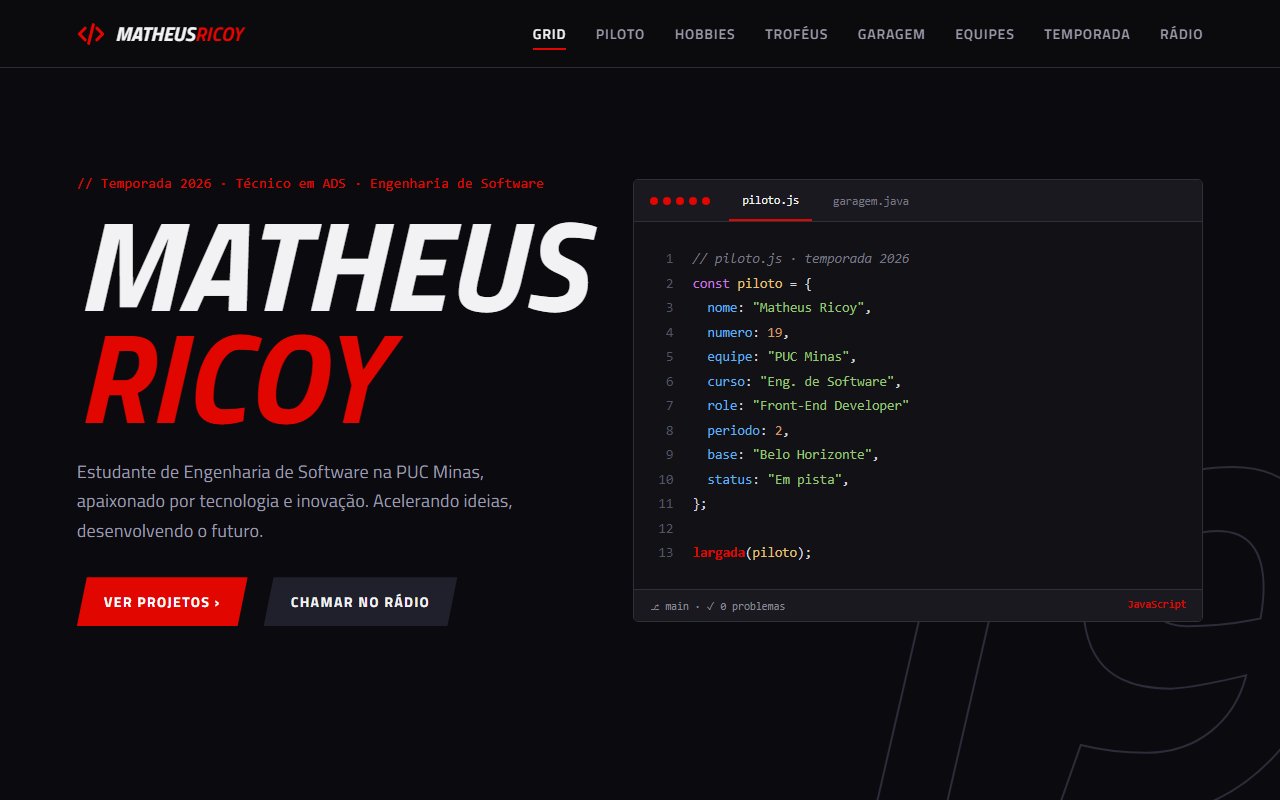 </> MATHEUSRICOY
GRID PILOTO HOBBIES TROFÉUS GARAGEM EQUIPES TEMPORADA RÁDIO
// Temporada 2026 · Técnico em ADS · Engenharia de Software
MATHEUS
RICOY
Estudante de Engenharia de Software na PUC Minas,
apaixonado por tecnologia e inovação. Acelerando ideias,
desenvolvendo o futuro.
VER PROJETOS ›
CHAMAR NO RÁDIO
piloto.js garagem.java
1 // piloto.js · temporada 2026
2 const piloto = {
3 nome: "Matheus Ricoy",
4 numero: 19,
5 equipe: "PUC Minas",
6 curso: "Eng. de Software",
7 role: "Front-End Developer"
8 periodo: 2,
9 base: "Belo Horizonte",
10 status: "Em pista",
11 };
12
13 largada(piloto);
⎇ main · ✓ 0 problemas JavaScript
19